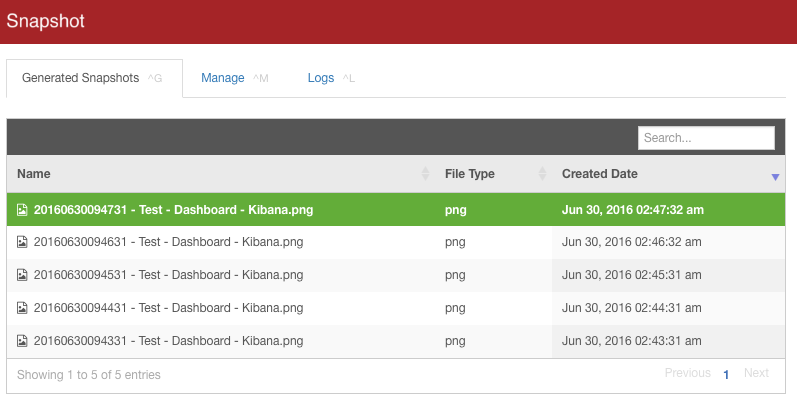 Snapshot
Generated Snapshots ^G Manage ^M Logs ^L
Search...
Name File Type Created Date
20160630094731 - Test - Dashboard - Kibana.png png Jun 30, 2016 02:47:32 am
20160630094631 - Test - Dashboard - Kibana.png png Jun 30, 2016 02:46:32 am
20160630094531 - Test - Dashboard - Kibana.png png Jun 30, 2016 02:45:31 am
20160630094431 - Test - Dashboard - Kibana.png png Jun 30, 2016 02:44:31 am
20160630094331 - Test - Dashboard - Kibana.png png Jun 30, 2016 02:43:31 am
Showing 1 to 5 of 5 entries Previous 1 Next